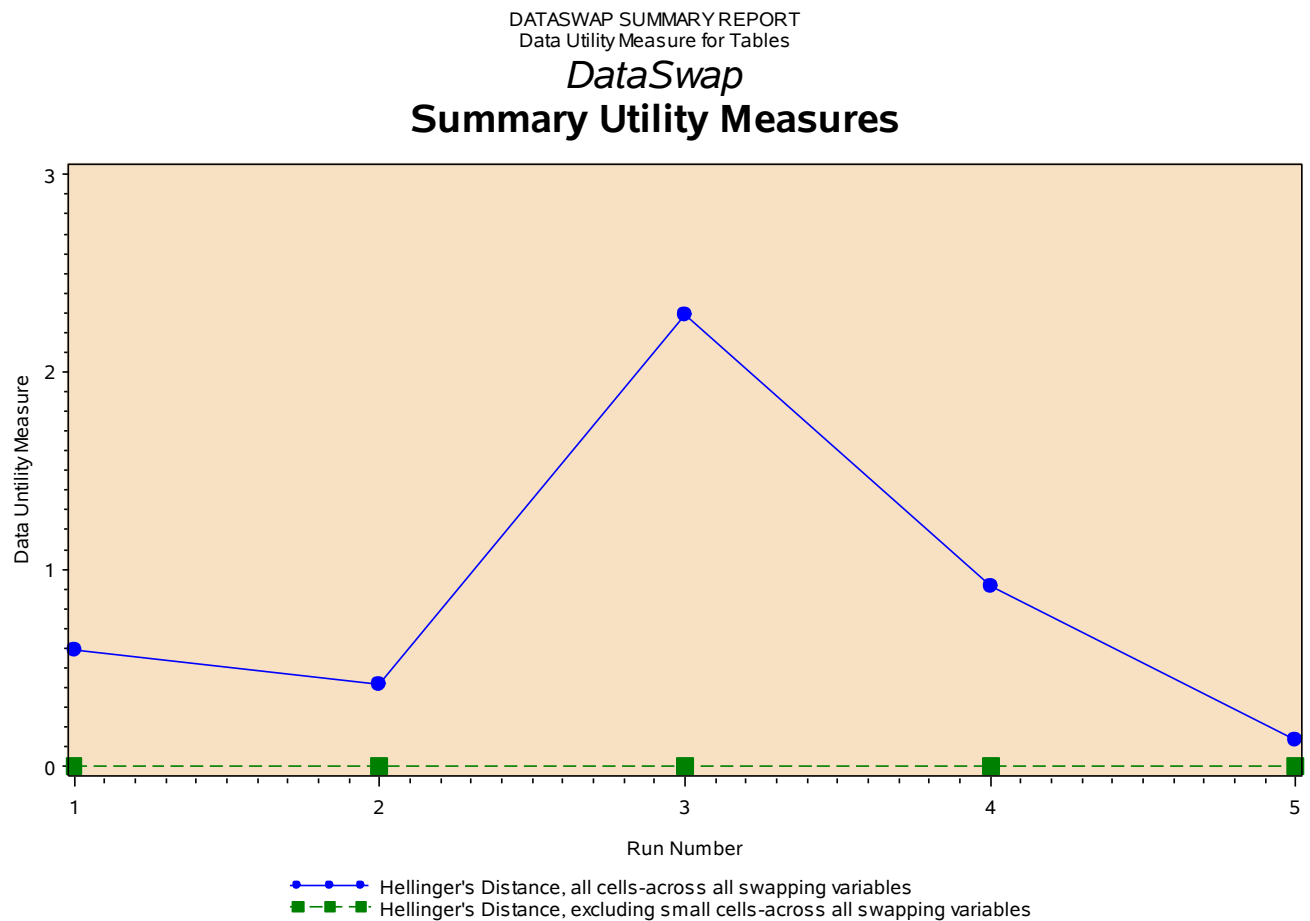 DATASWAP SUMMARY REPORT
Data Utility Measure for Tables
DataSwap
Summary Utility Measures
3
2
1
0
Data Untility Measure
1 2 3 4 5
Run Number
Hellinger's Distance, all cells-across all swapping variables
Hellinger's Distance, excluding small cells-across all swapping variables